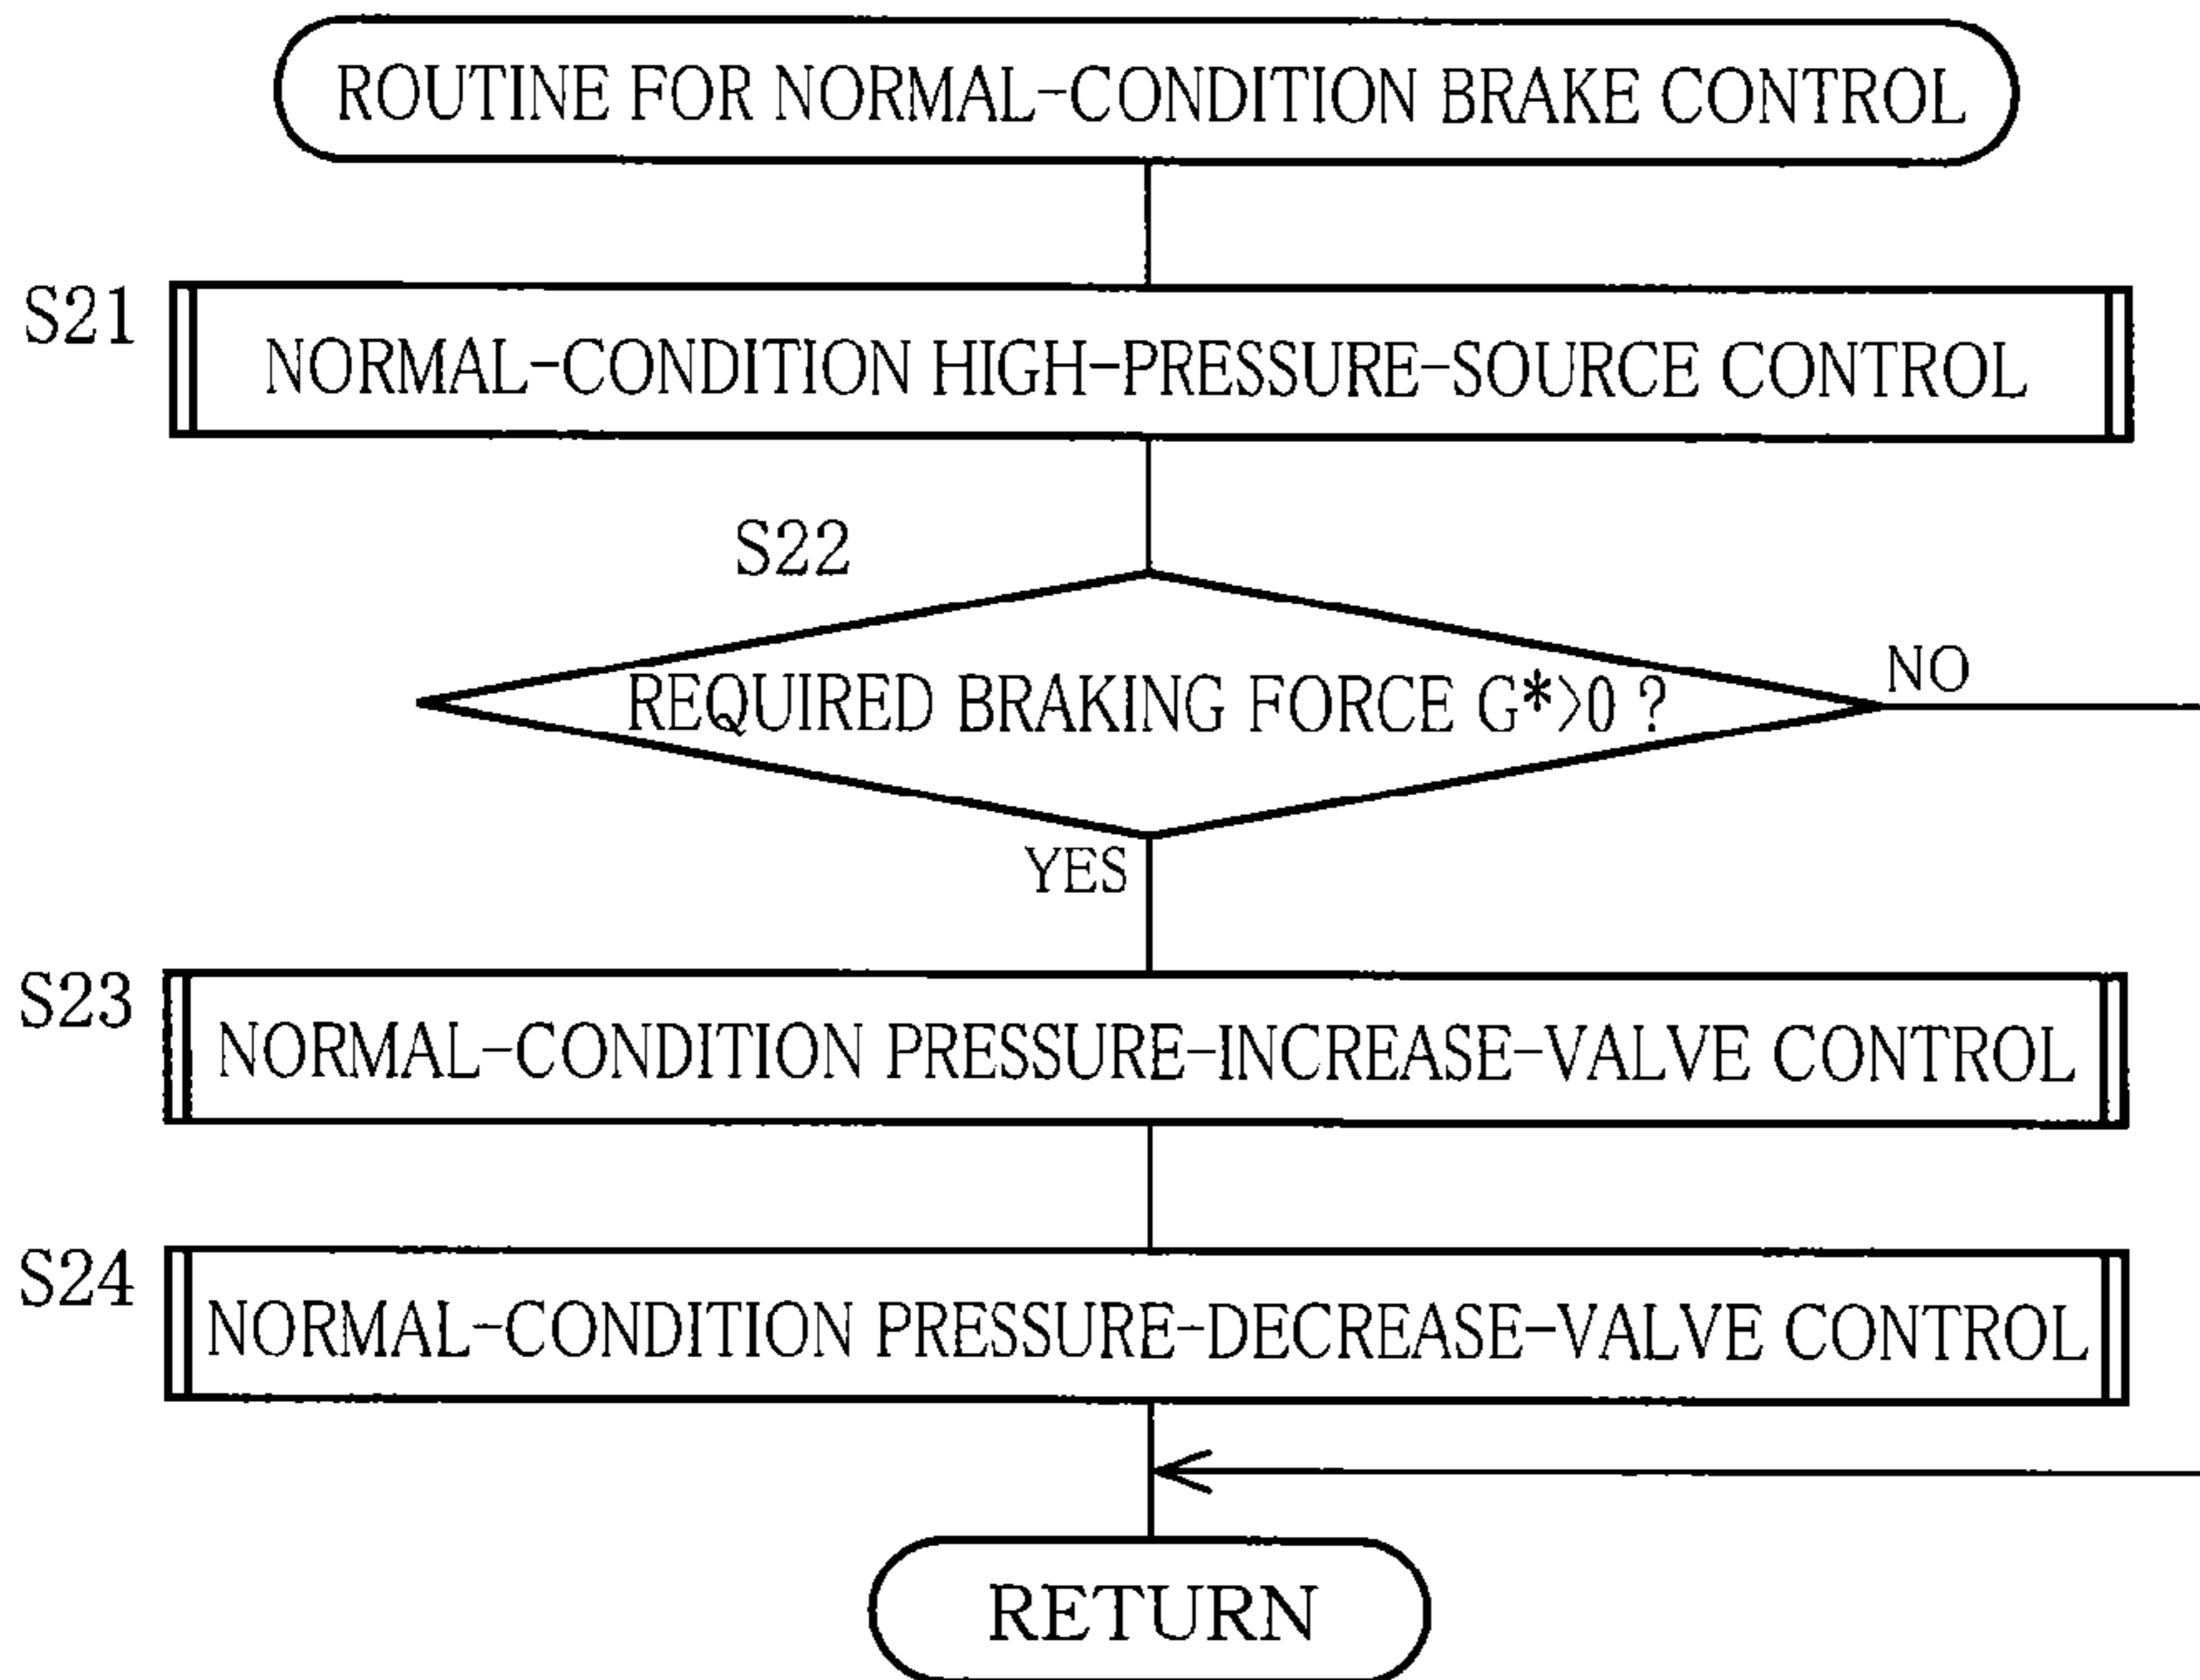 ROUTINE FOR NORMAL-CONDITION BRAKE CONTROL
S21
NORMAL-CONDITION HIGH-PRESSURE-SOURCE CONTROL
S22
REQUIRED BRAKING FORCE G*>0 ?
NO
YES
S23
NORMAL-CONDITION PRESSURE-INCREASE-VALVE CONTROL
S24
NORMAL-CONDITION PRESSURE-DECREASE-VALVE CONTROL
RETURN